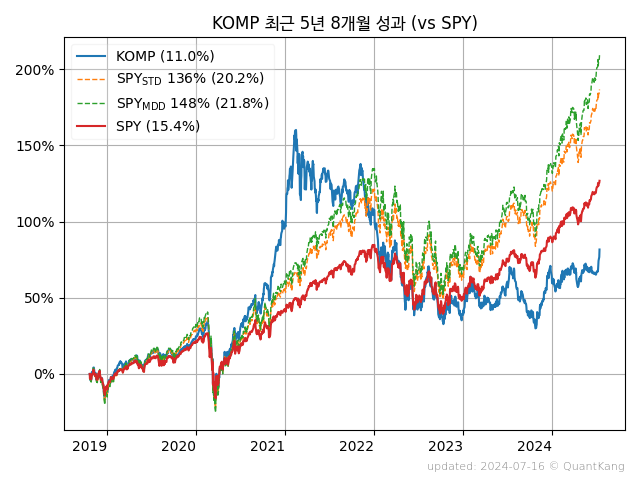 KOMP 최근 5년 8개월 성과 (vs SPY)
KOMP (11.0%)
SPY_STD 136% (20.2%)
SPY_MDD 148% (21.8%)
SPY (15.4%)
200%
150%
100%
50%
0%
2019 2020 2021 2022 2023 2024
updated: 2024-07-16 © QuantKang